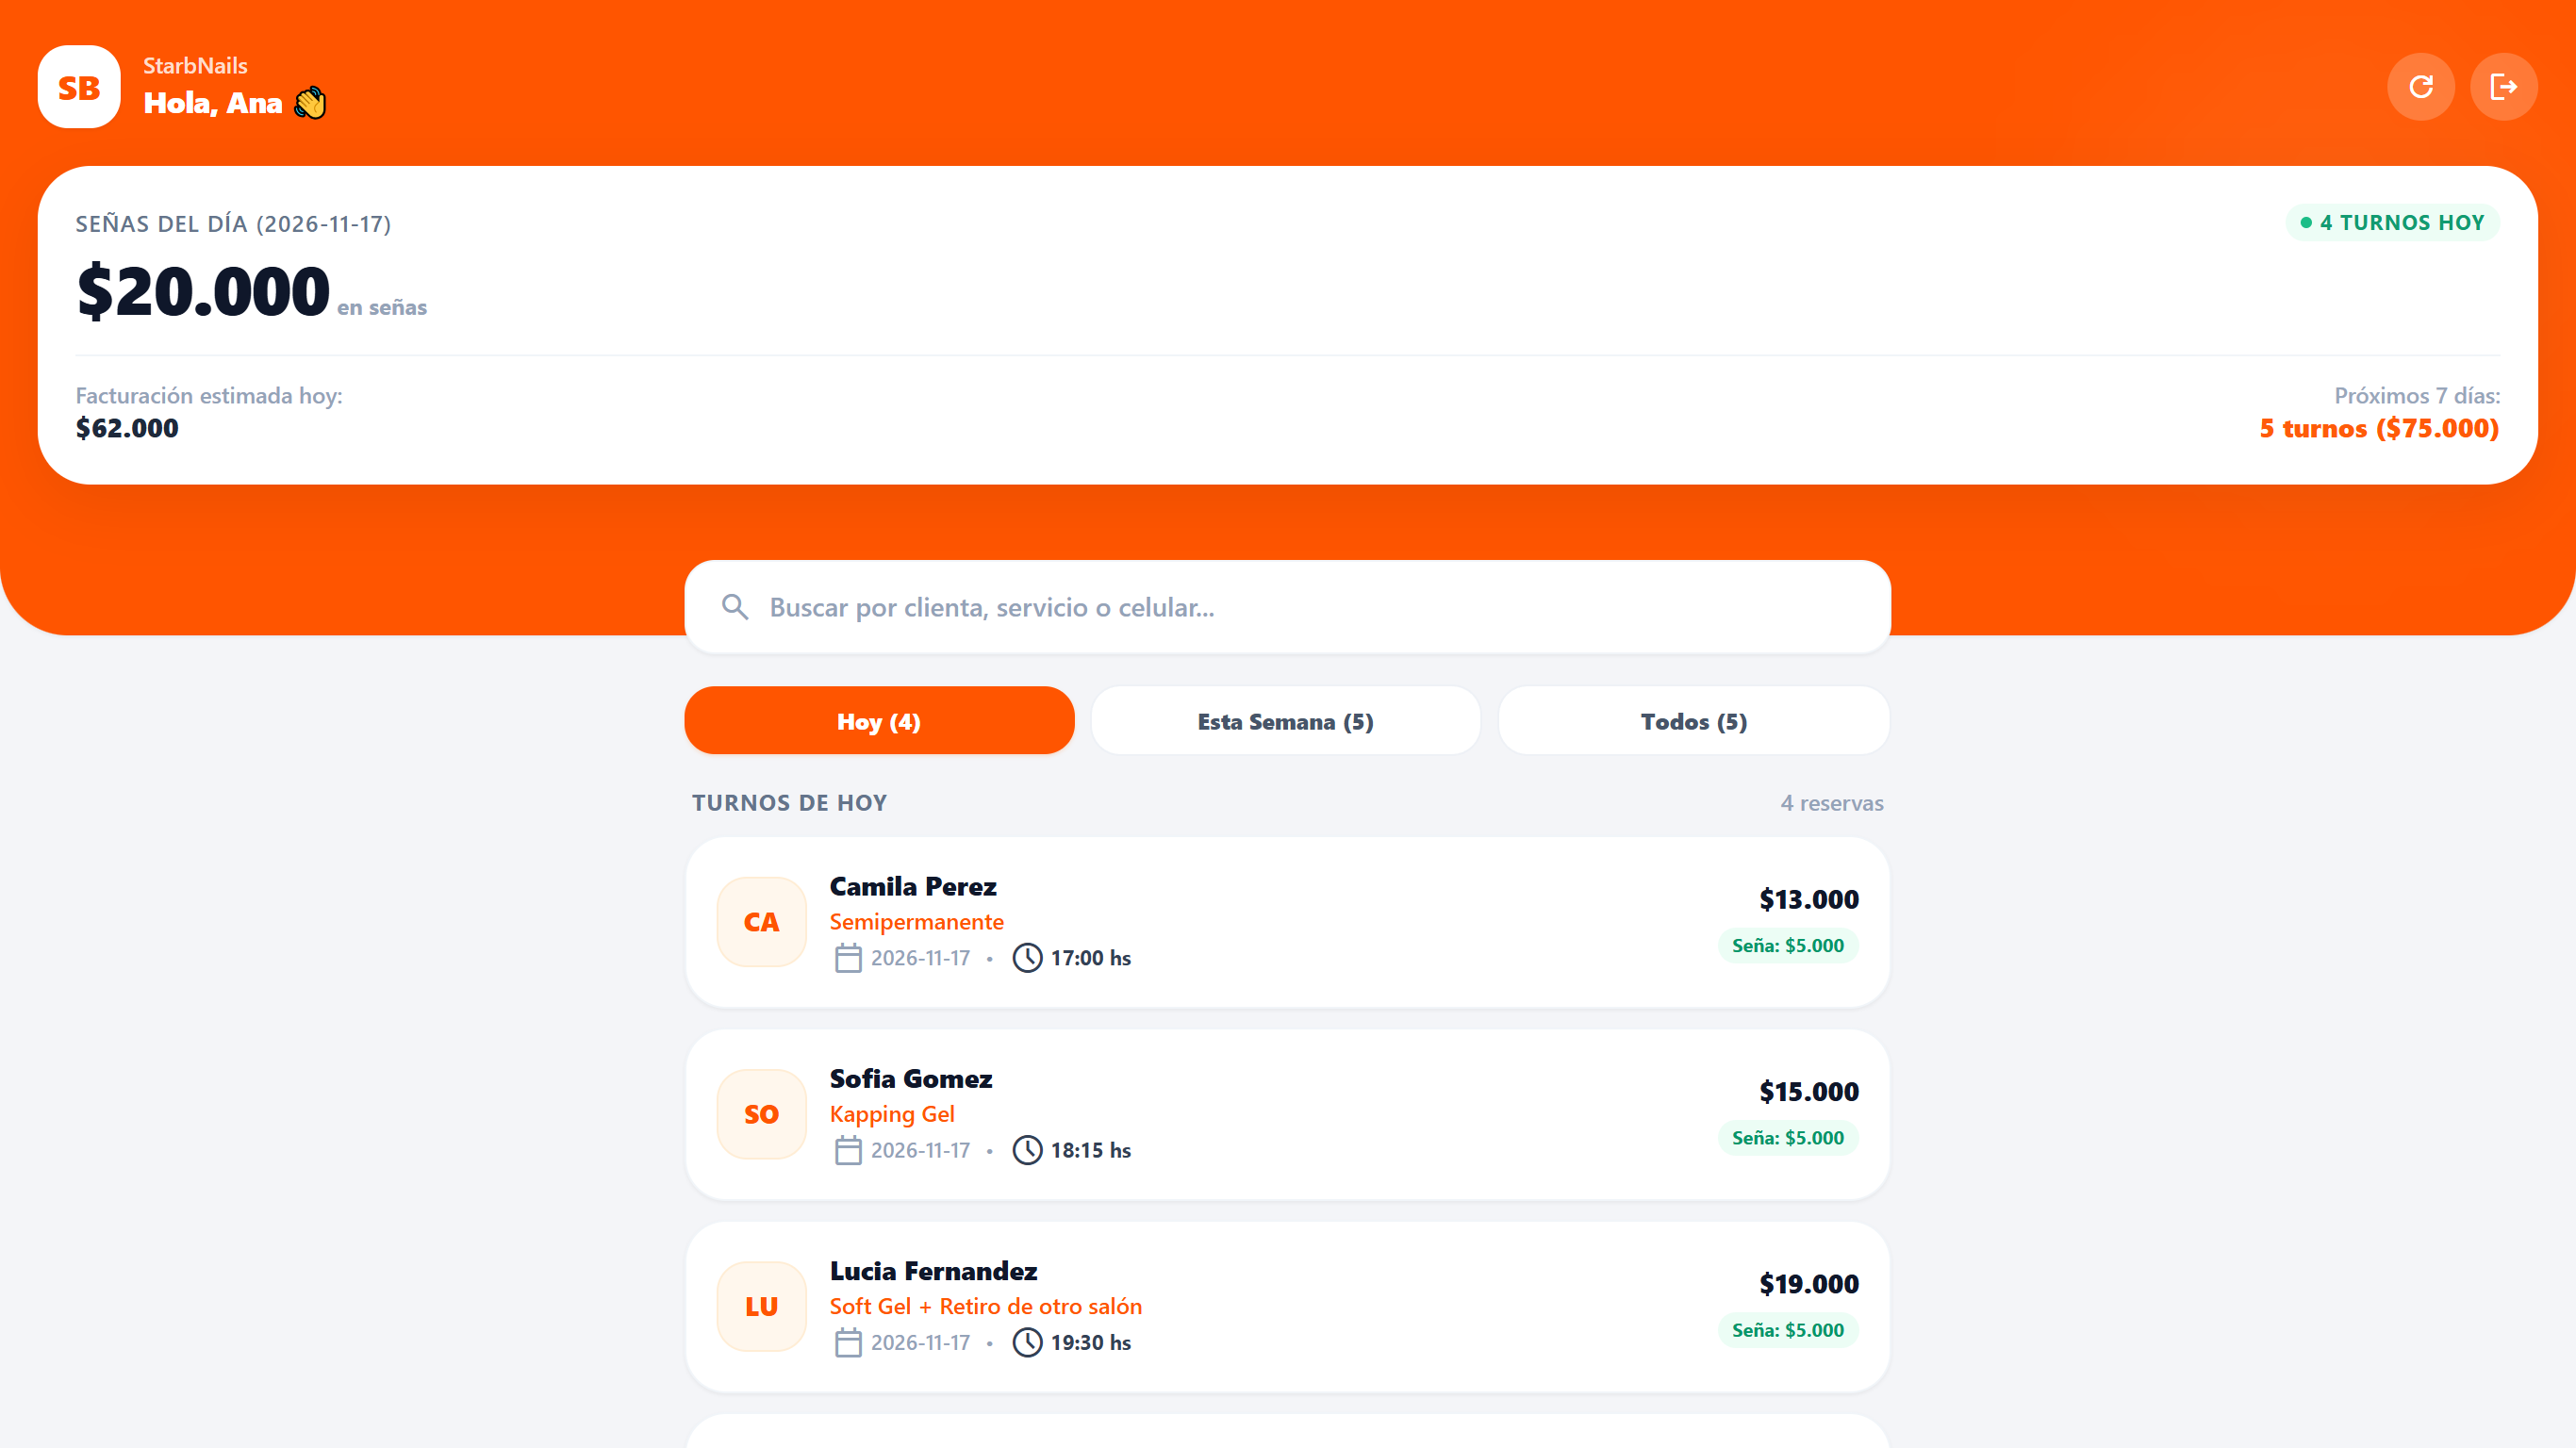 SB
StarbNails
Hola, Ana 👋
SEÑAS DEL DÍA (2026-11-17)
4 TURNOS HOY
$20.000 en señas
Facturación estimada hoy:
$62.000
Próximos 7 días:
5 turnos ($75.000)
Buscar por clienta, servicio o celular...
Hoy (4)
Esta Semana (5)
Todos (5)
TURNOS DE HOY
4 reservas
CA
Camila Perez
Semipermanente
2026-11-17 • 17:00 hs
$13.000
Seña: $5.000
SO
Sofia Gomez
Kapping Gel
2026-11-17 • 18:15 hs
$15.000
Seña: $5.000
LU
Lucia Fernandez
Soft Gel + Retiro de otro salón
2026-11-17 • 19:30 hs
$19.000
Seña: $5.000